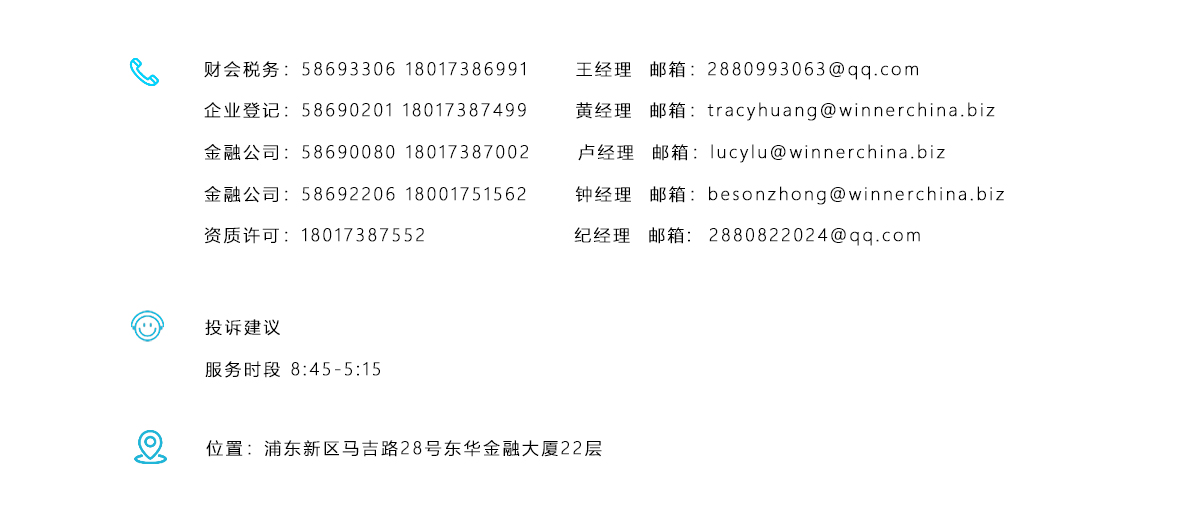 财会税务：58693306 18017386991 王经理 邮箱：2880993063@qq.com
企业登记：58690201 18017387499 黄经理 邮箱：tracyhuang@winnerchina.biz
金融公司：58690080 18017387002 卢经理 邮箱：lucylu@winnerchina.biz
金融公司：58692206 18001751562 钟经理 邮箱：besonzhong@winnerchina.biz
资质许可：18017387552 纪经理 邮箱：2880822024@qq.com
投诉建议
服务时段 8:45-5:15
位置：浦东新区马吉路28号东华金融大厦22层